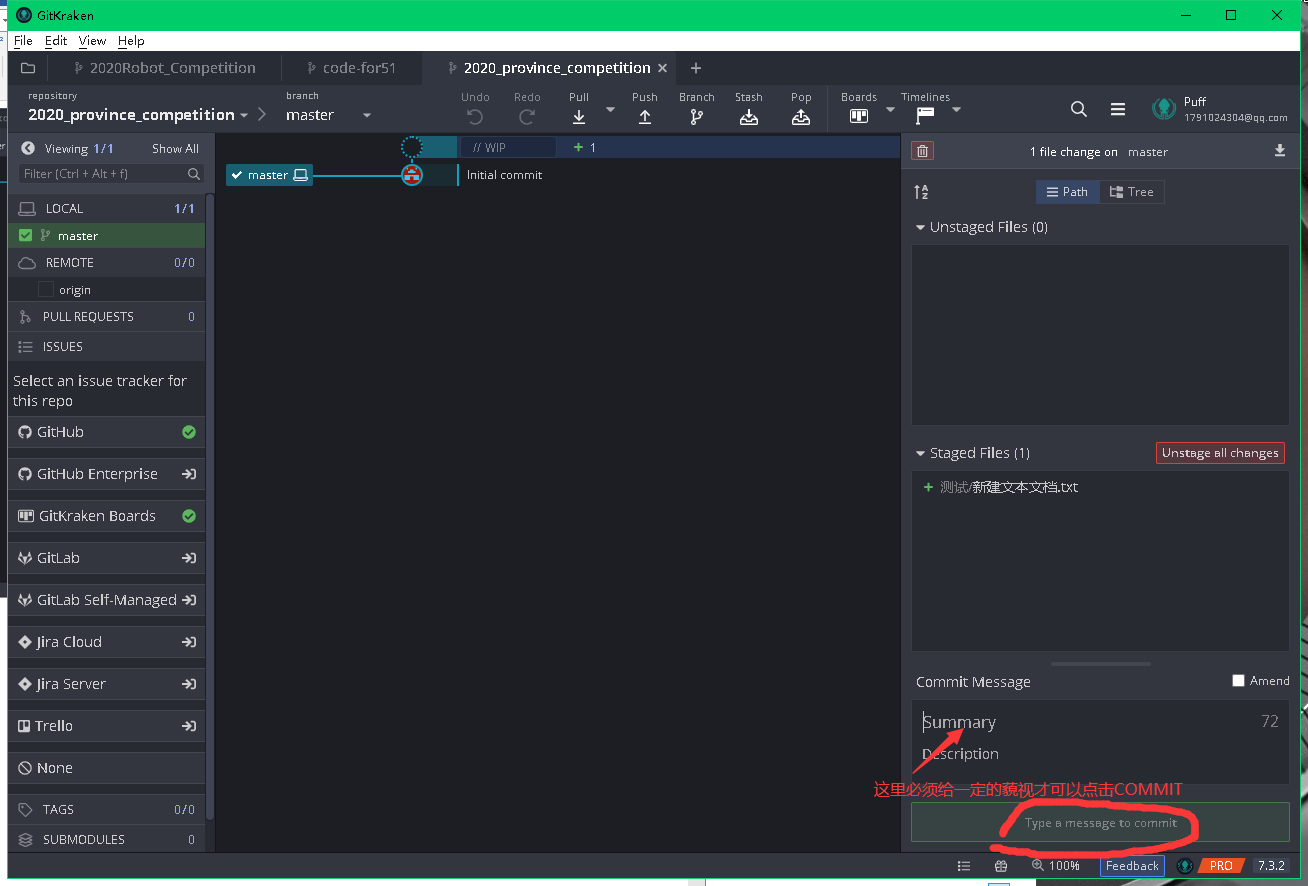 GitKraken
File Edit View Help
2020Robot_Competition code-for51 2020_province_competition
repository
2020_province_competition
branch
master
Undo Redo Pull Push Branch Stash Pop Boards Timelines
Puff
1791024304@qq.com
Viewing 1/1 Show All
Filter (Ctrl + Alt + f)
LOCAL 1/1
master
REMOTE 0/0
origin
PULL REQUESTS 0
ISSUES
Select an issue tracker for
this repo
GitHub
GitHub Enterprise
GitKraken Boards
GitLab
GitLab Self-Managed
Jira Cloud
Jira Server
Trello
None
TAGS 0/0
SUBMODULES 0
// WIP + 1
master Initial commit
1 file change on master
Path Tree
Unstaged Files (0)
Staged Files (1) Unstage all changes
+ 测试/新建文本文档.txt
Commit Message Amend
Summary 72
Description
这里必须给一定的藐视才可以点击COMMIT
Type a message to commit
100% Feedback PRO 7.3.2